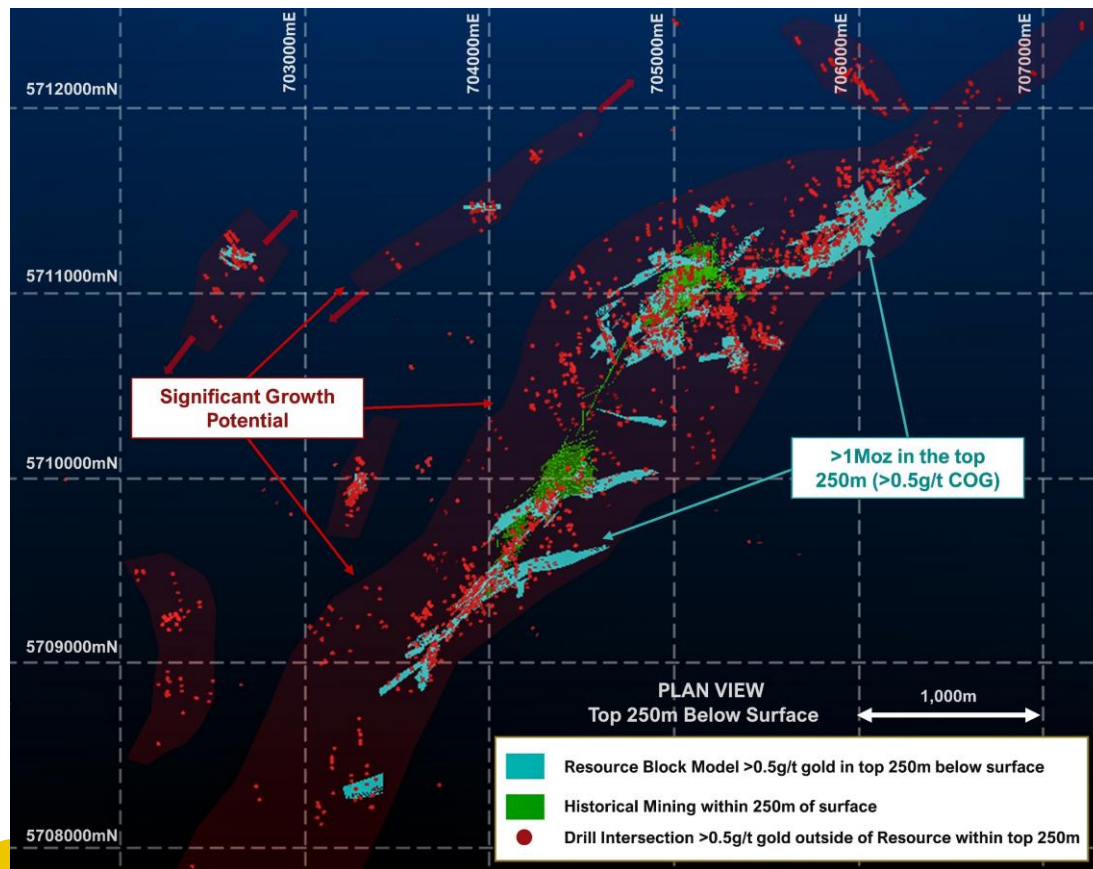 703000mE
704000mE
705000mE
706000mE
707000mE
5712000mN
5711000mN
Significant Growth
Potential
5710000mN
>1Moz in the top
250m (>0.5g/t COG)
5709000mN
PLAN VIEW
Top 250m Below Surface
1,000m
Resource Block Model >0.5g/t gold in top 250m below surface
Historical Mining within 250m of surface
Drill Intersection >0.5g/t gold outside of Resource within top 250m
5708000mN